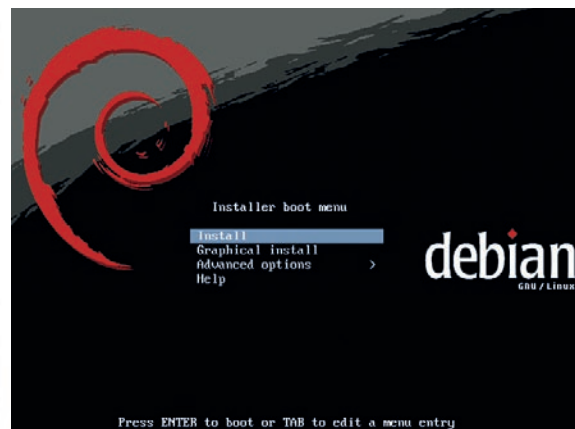 Installer boot menu
Install
Graphical install
Advanced options >
Help
debian
GNU / Linux
Press ENTER to boot or TAB to edit a menu entry